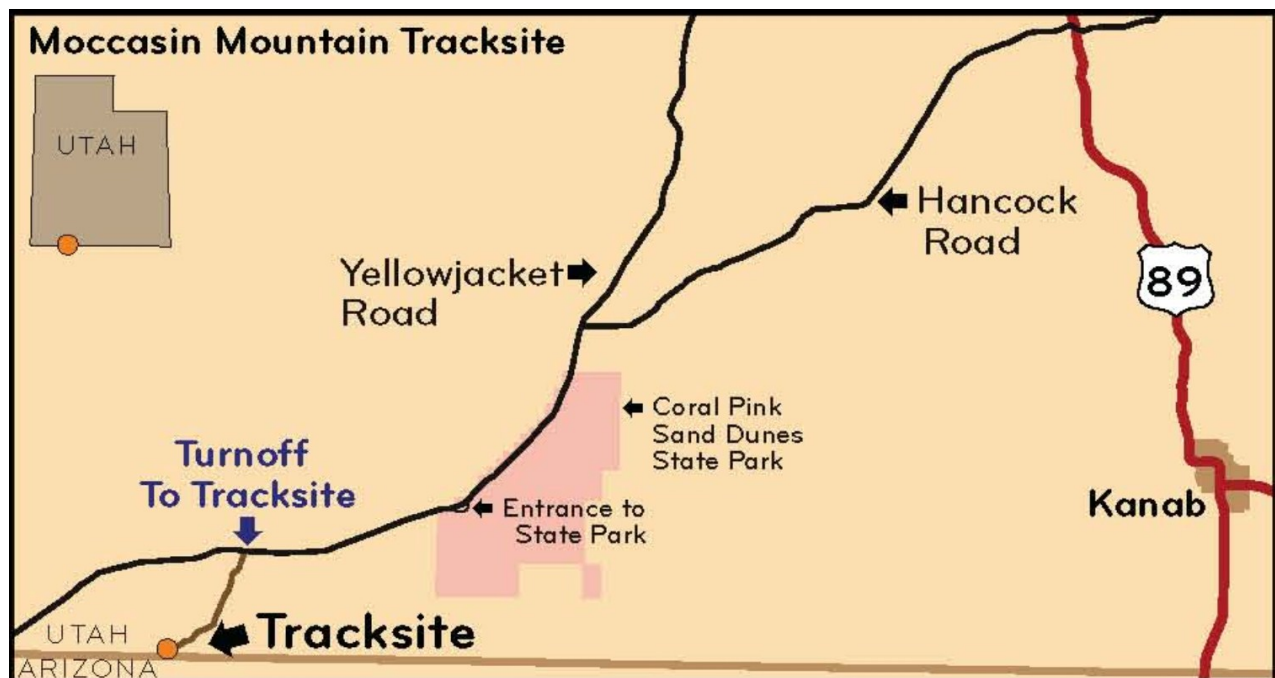 Moccasin Mountain Tracksite
UTAH
Hancock
Road
Yellowjacket
Road
89
Coral Pink
Sand Dunes
State Park
Turnoff
To Tracksite
Kanab
Entrance to
State Park
Tracksite
UTAH
ARIZONA